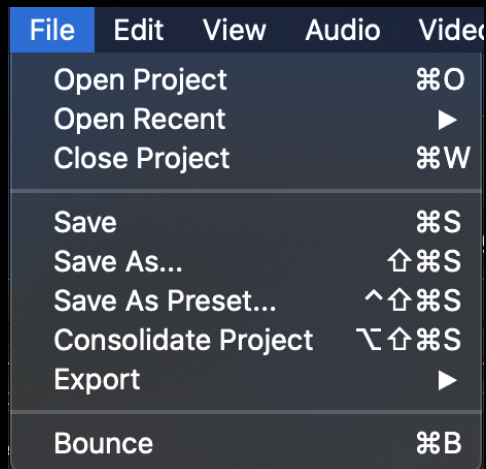 File Edit View Audio Video
Open Project ⌘O
Open Recent ▶
Close Project ⌘W
Save ⌘S
Save As... ⇧⌘S
Save As Preset... ^⇧⌘S
Consolidate Project ⌥⇧⌘S
Export ▶
Bounce ⌘B